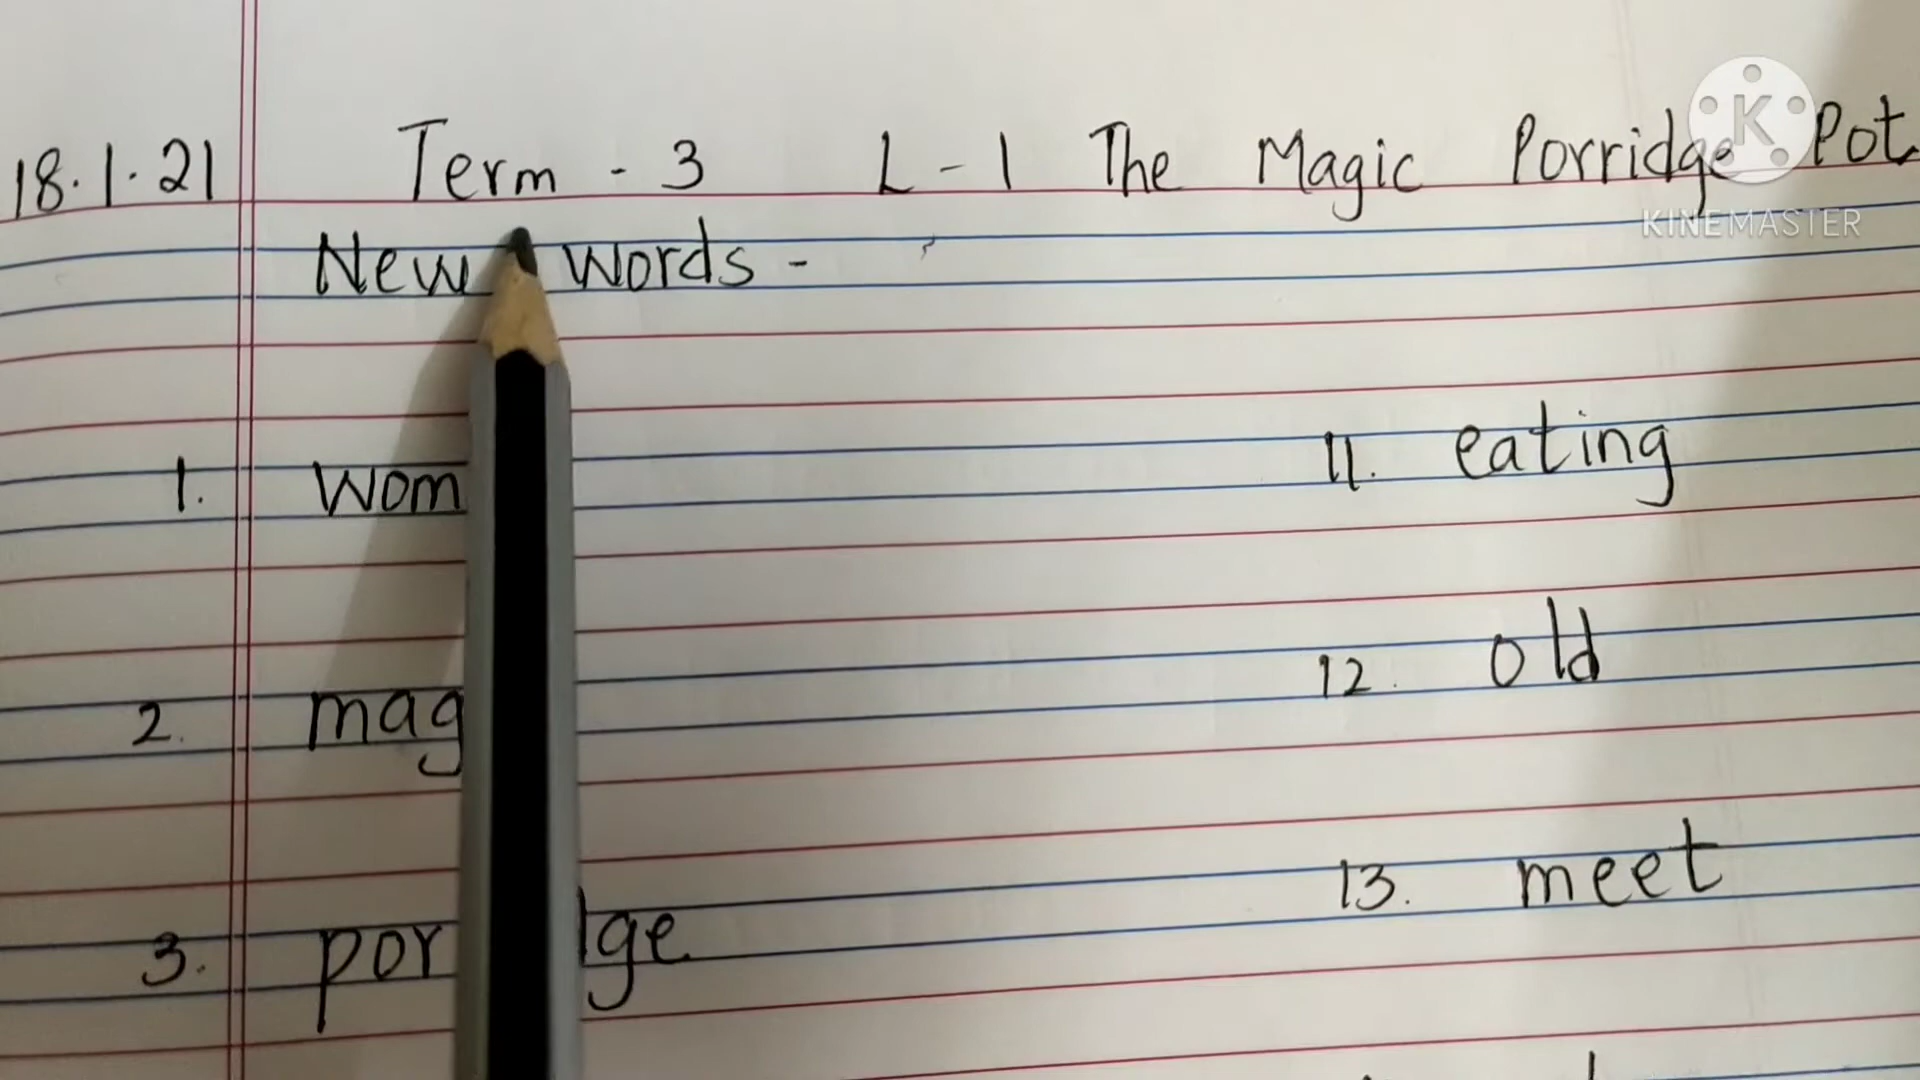 18.1.21 Term - 3 L - 1 The Magic Porridge Pot
KINEMASTER
New words -
1. wom
11. eating
2. mag
12. old
3. por dge
13. meet